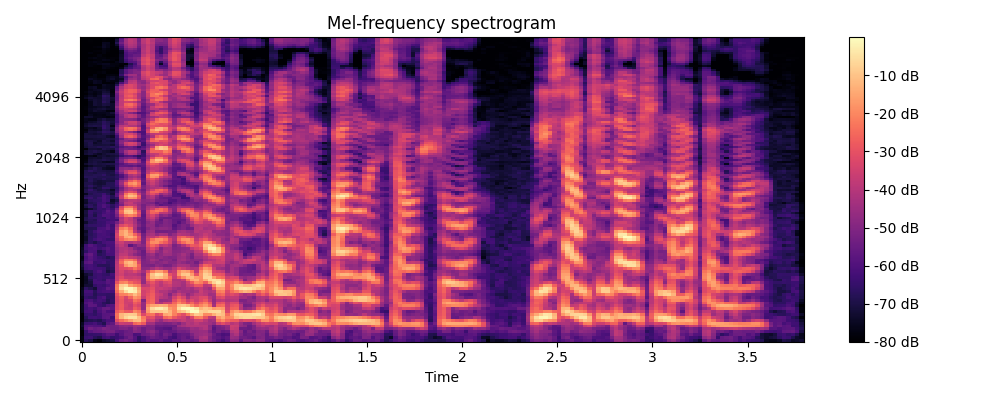 Mel-frequency spectrogram
Hz
4096
2048
1024
512
0
0 0.5 1 1.5 2 2.5 3 3.5
Time
-10 dB
-20 dB
-30 dB
-40 dB
-50 dB
-60 dB
-70 dB
-80 dB